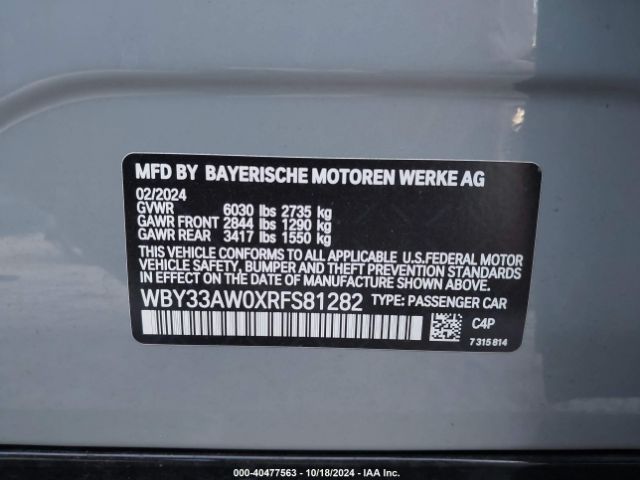 MFD BY BAYERISCHE MOTOREN WERKE AG
02/2024
GVWR 6030 lbs 2735 kg
GAWR FRONT 2844 lbs 1290 kg
GAWR REAR 3417 lbs 1550 kg
THIS VEHICLE CONFORMS TO ALL APPLICABLE U.S.FEDERAL MOTOR
VEHICLE SAFETY, BUMPER AND THEFT PREVENTION STANDARDS
IN EFFECT ON THE DATE OF MANUFACTURE SHOWN ABOVE.
WBY33AW0XRFS81282 TYPE: PASSENGER CAR
C4P
7315814
000-40477563 - 10/18/2024 - IAA Inc.